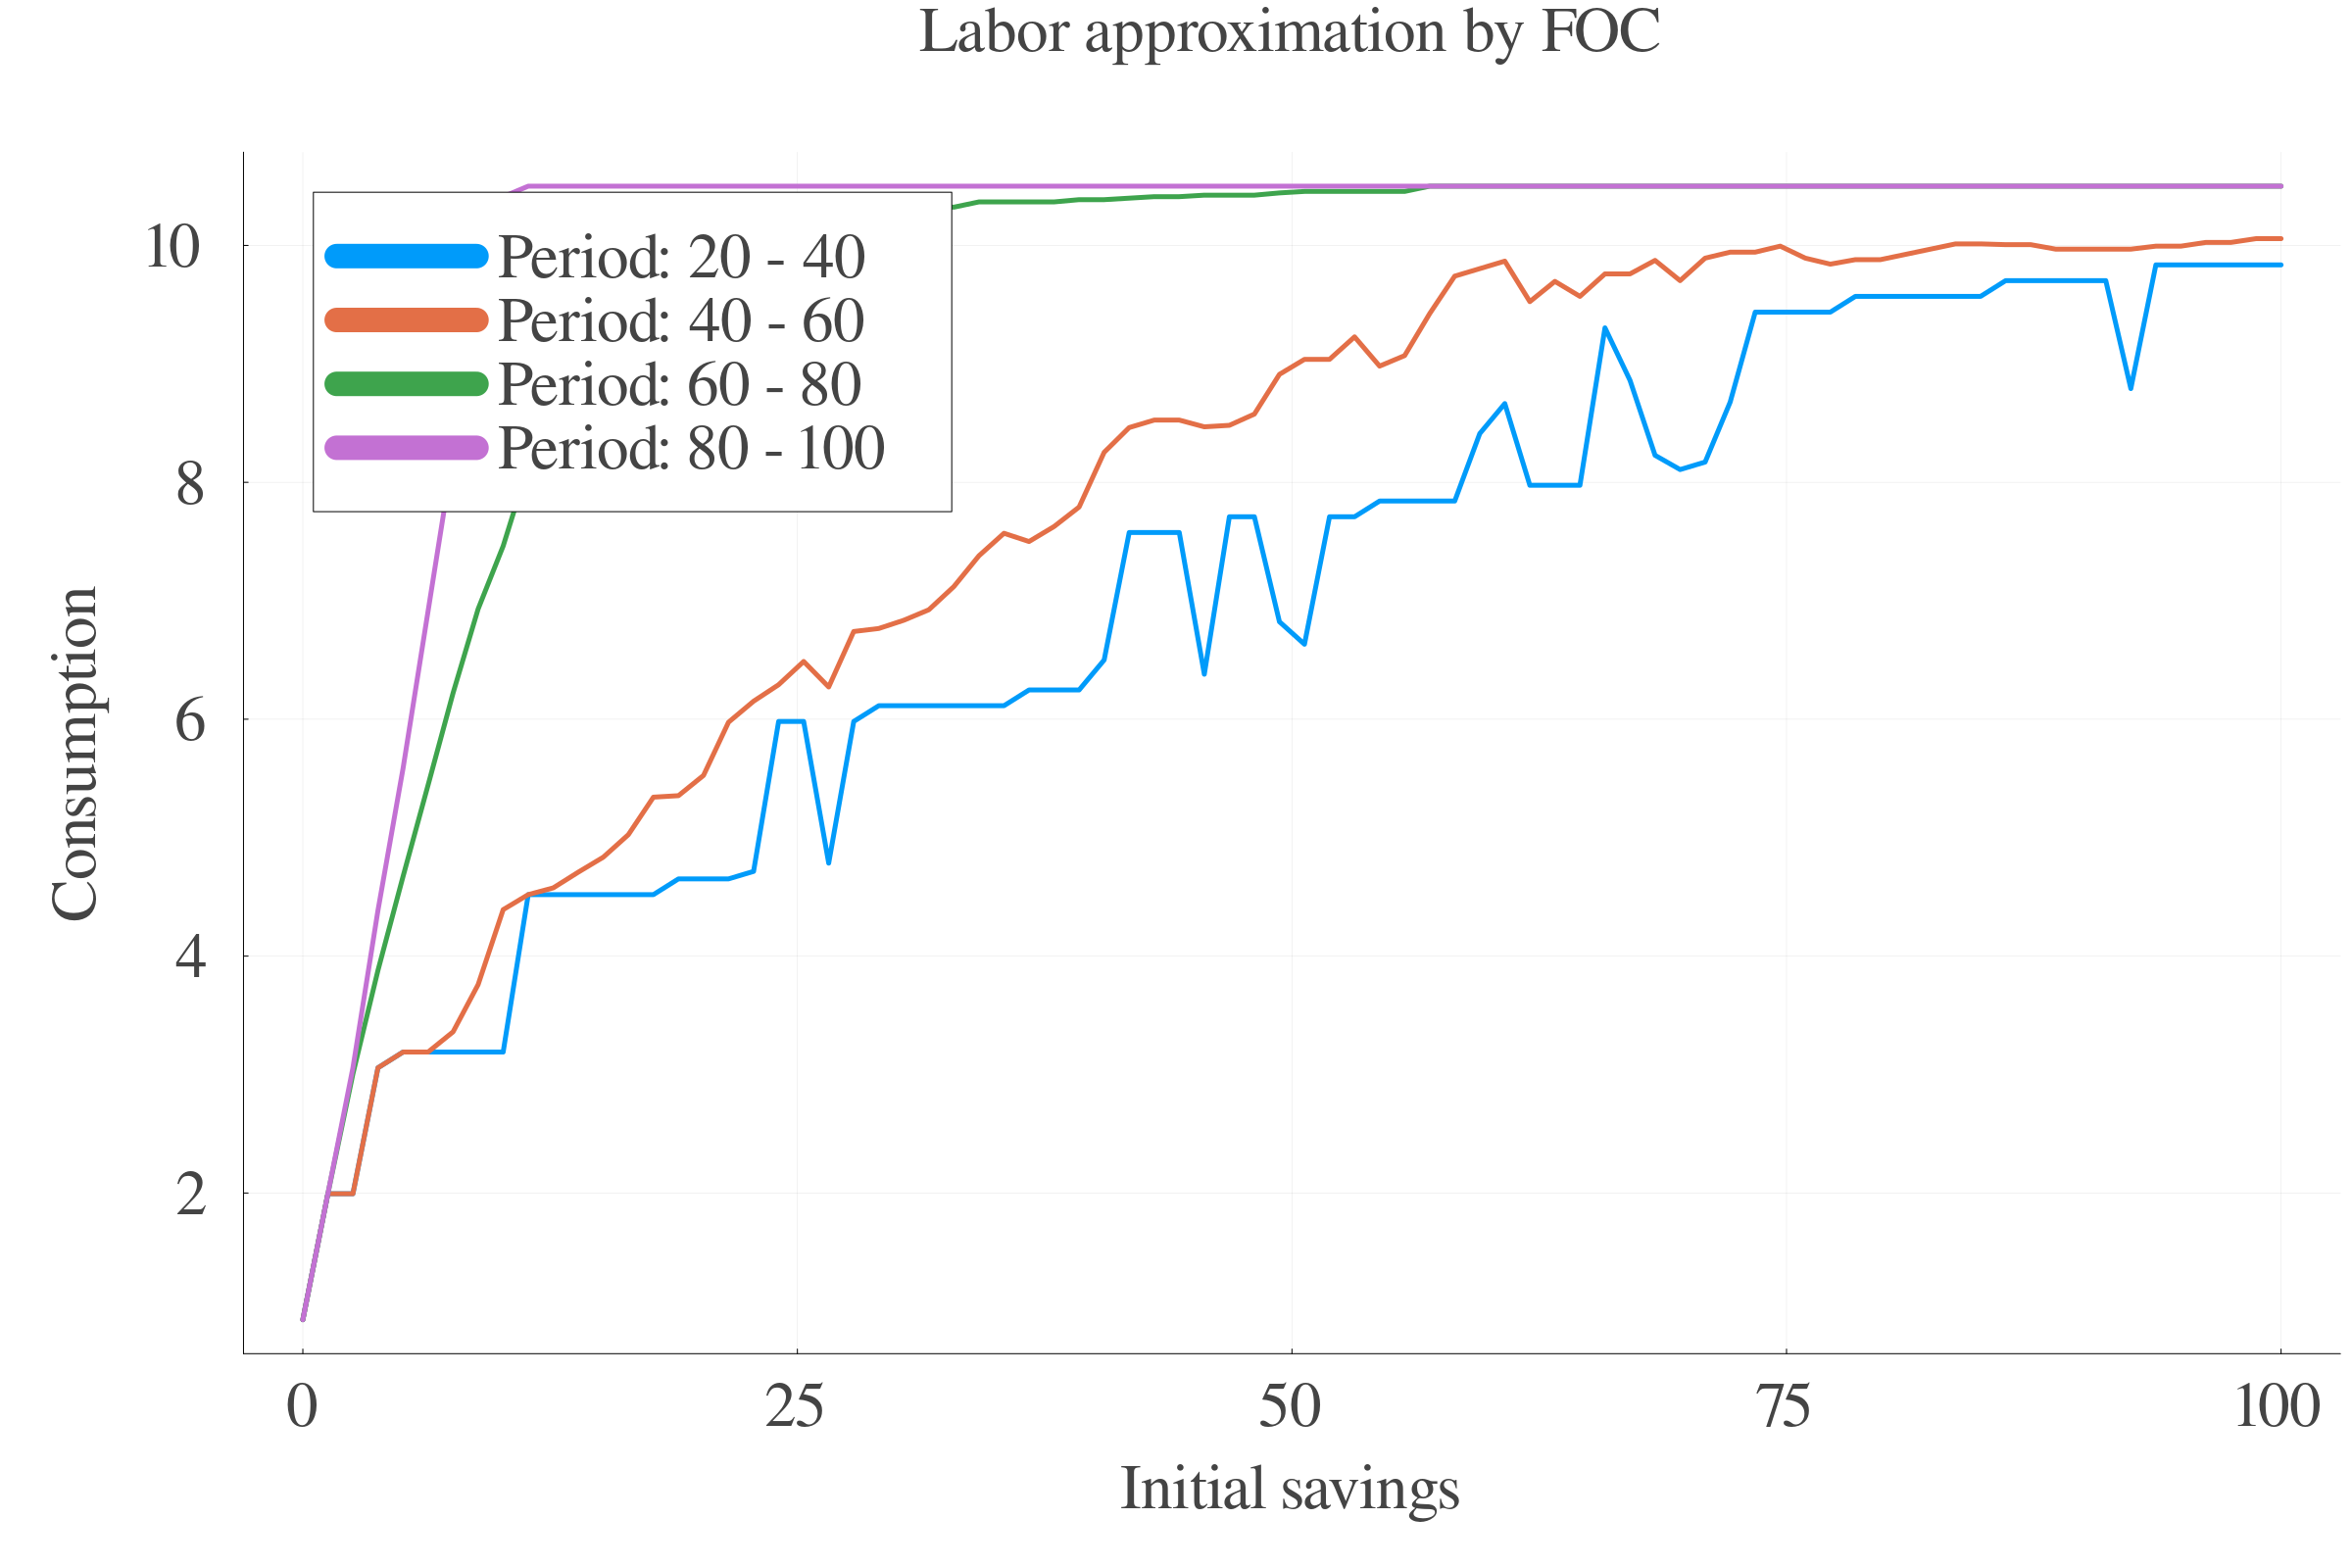 Labor approximation by FOC
10
8
6
4
2
Consumption
Period: 20 - 40
Period: 40 - 60
Period: 60 - 80
Period: 80 - 100
0 25 50 75 100
Initial savings